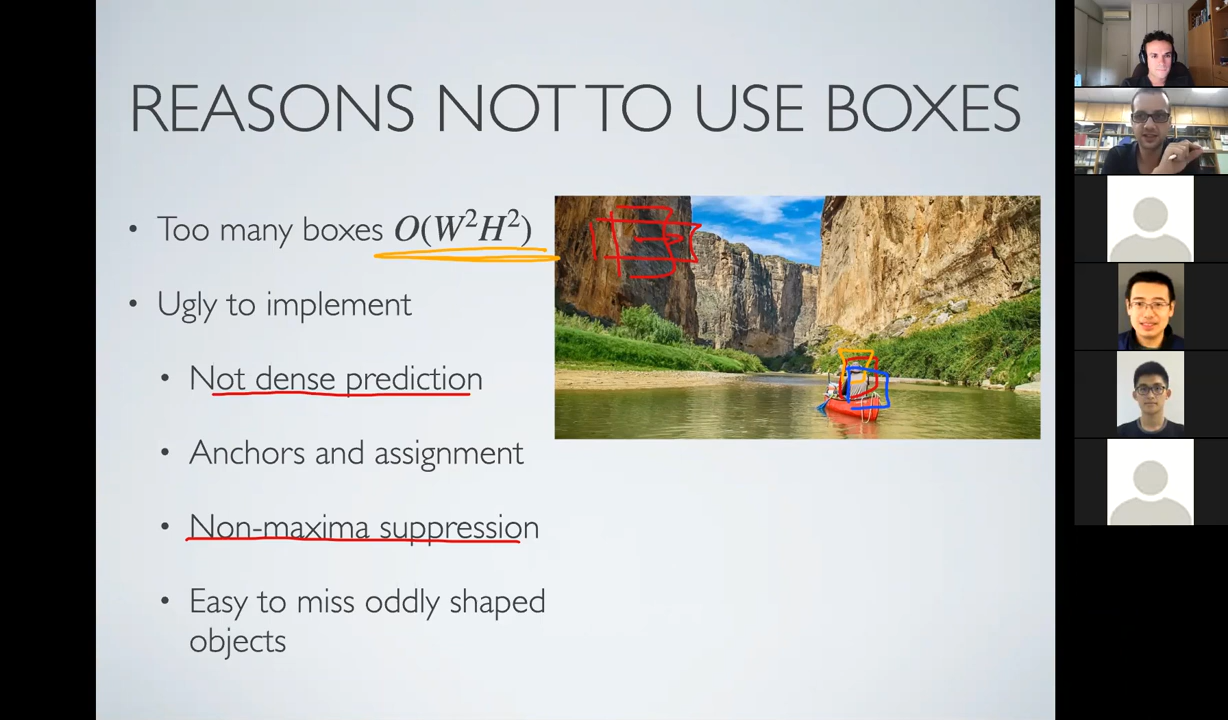 REASONS NOT TO USE BOXES
• Too many boxes O(W²H²)
• Ugly to implement
• Not dense prediction
• Anchors and assignment
• Non-maxima suppression
• Easy to miss oddly shaped
objects